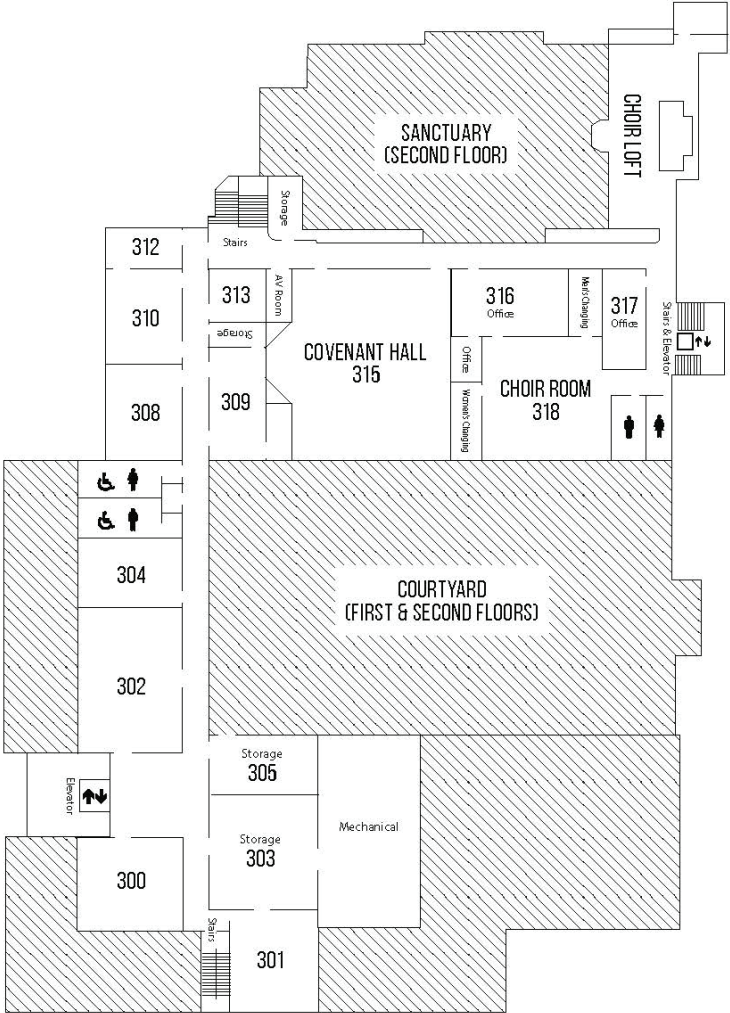 SANCTUARY
(SECOND FLOOR)
CHOIR LOFT
Storage
Stairs
312
313
AV Room
316
Office
Men's Changing
317
Office
Stairs & Elevator
310
Storage
COVENANT HALL
315
Office
CHOIR ROOM
318
308
309
Women's Changing
304
COURTYARD
(FIRST & SECOND FLOORS)
302
Storage
305
Elevator
Mechanical
Storage
303
300
Stairs
301